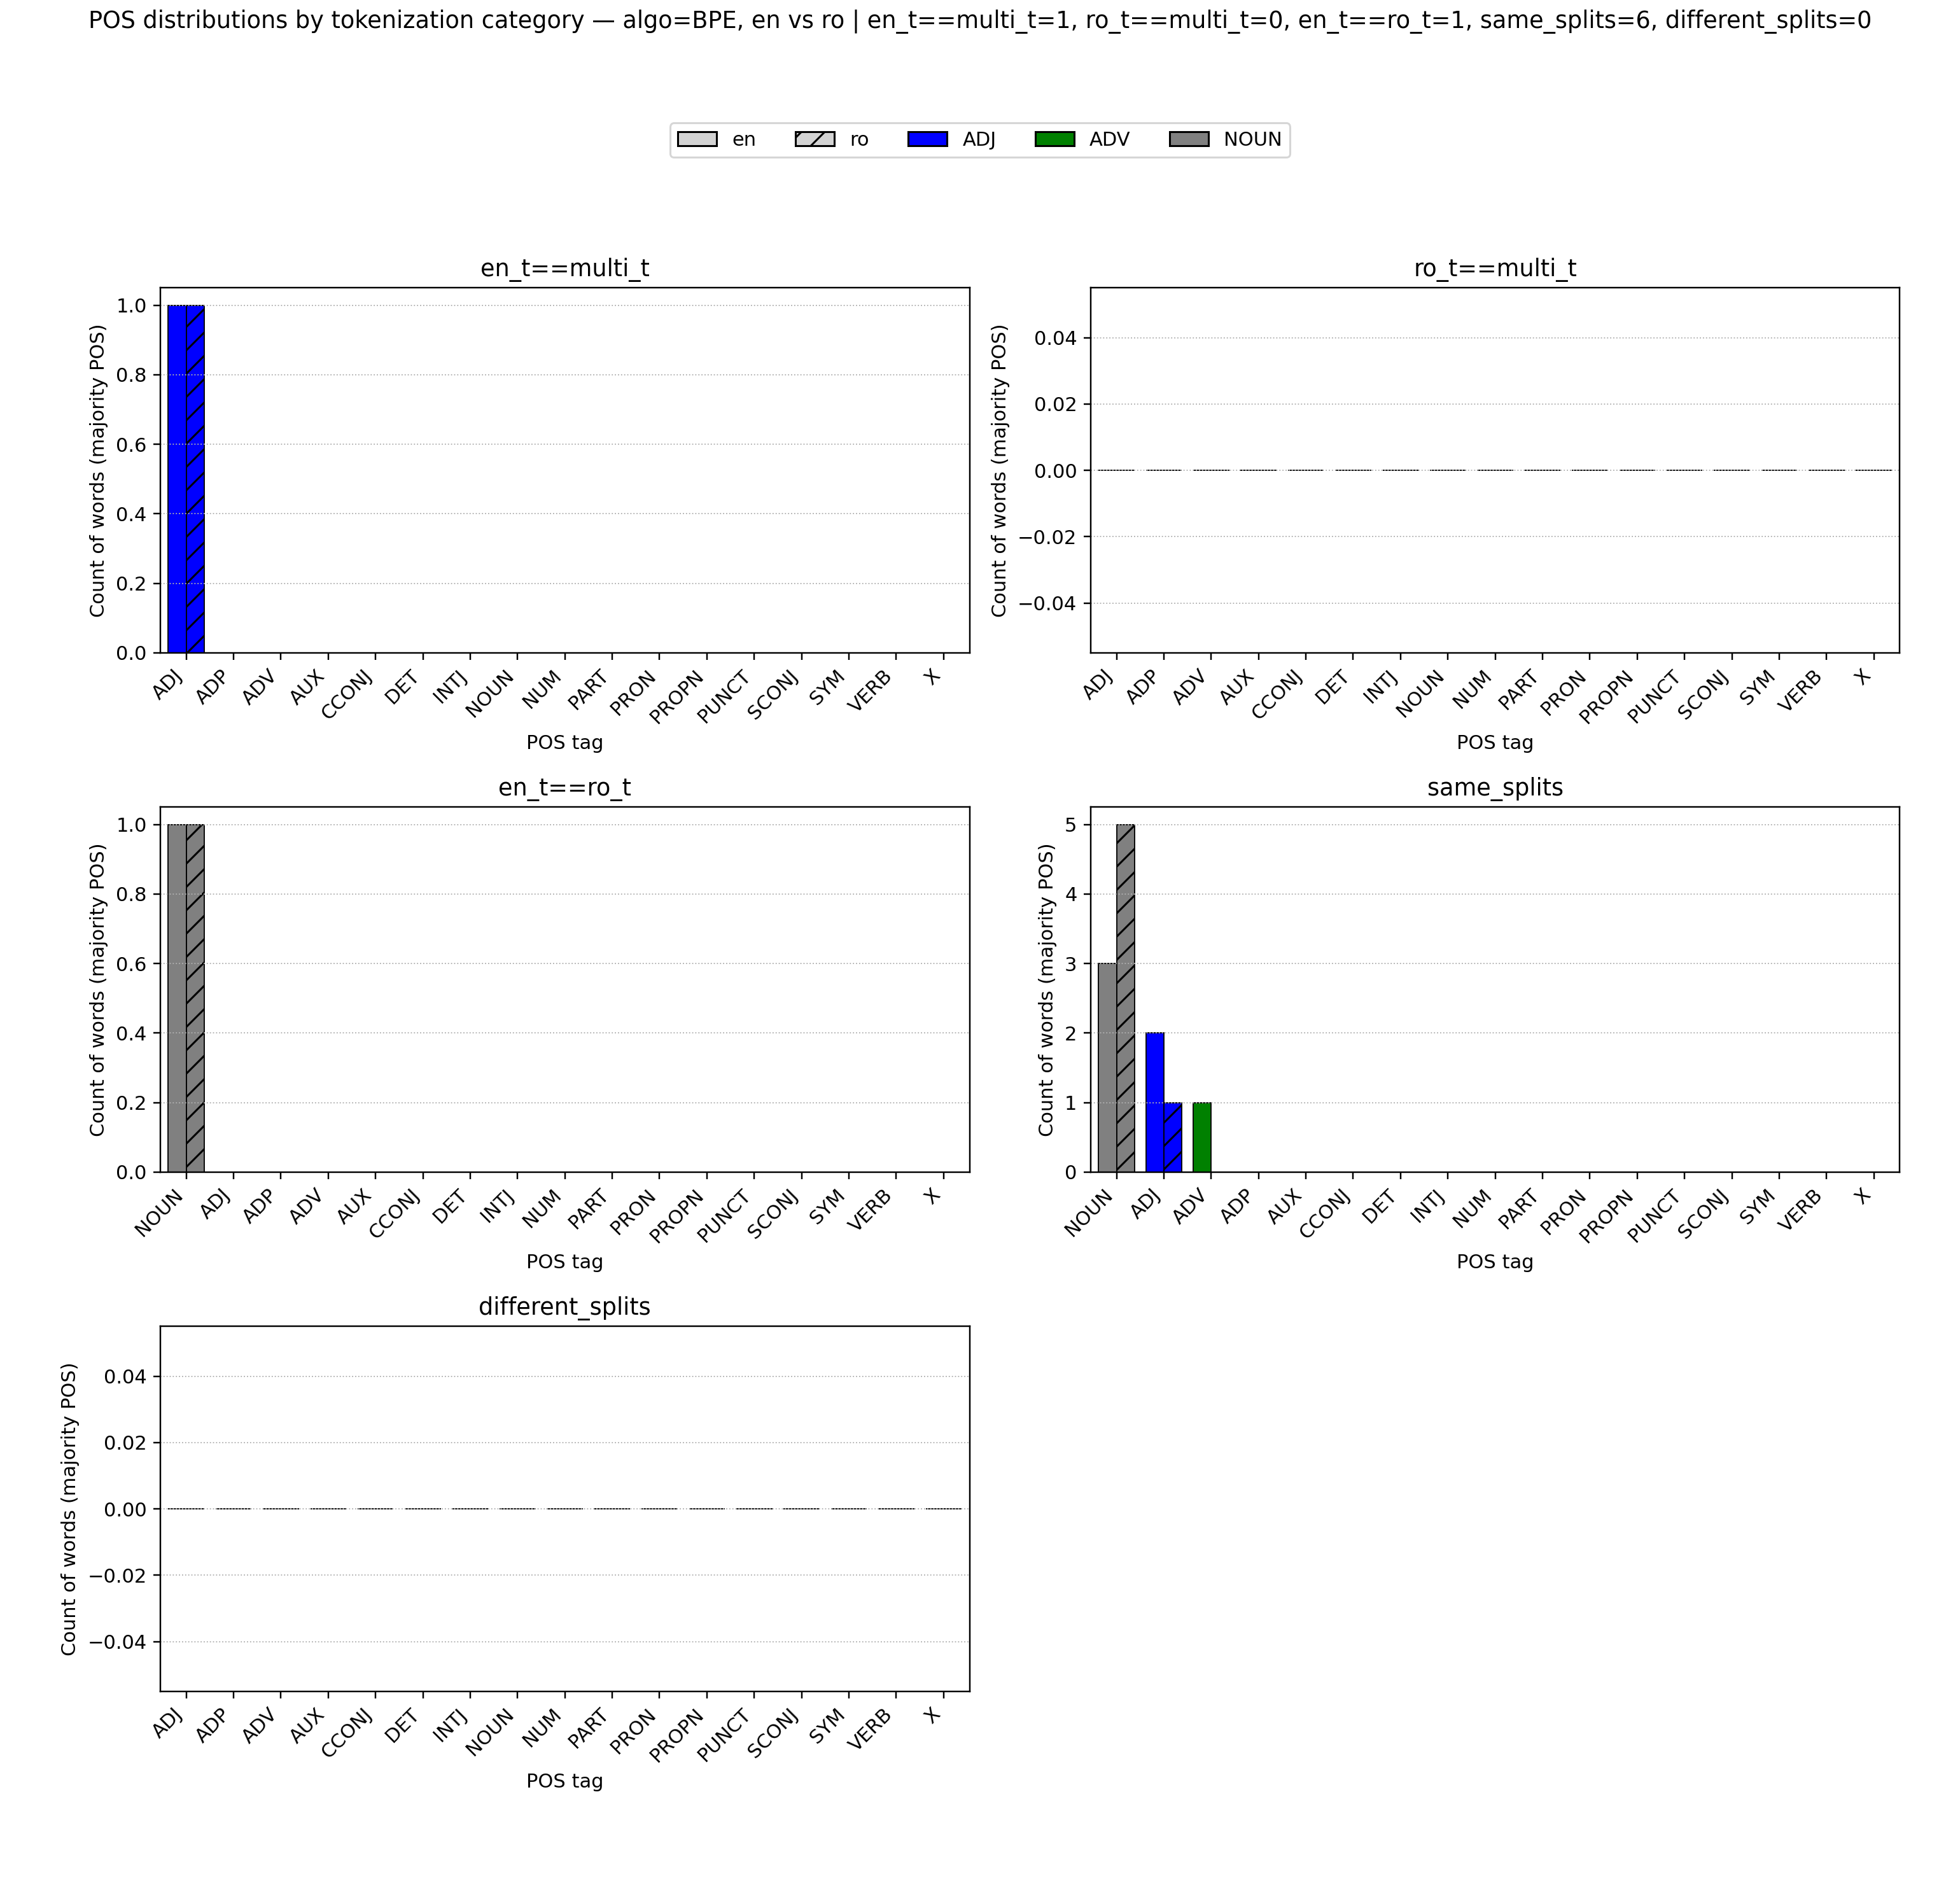 POS distributions by tokenization category — algo=BPE, en vs ro | en_t==multi_t=1, ro_t==multi_t=0, en_t==ro_t=1, same_splits=6, different_splits=0
en ro ADJ ADV NOUN
en_t==multi_t
Count of words (majority POS)
1.0
0.8
0.6
0.4
0.2
0.0
ADJ ADP ADV AUX CCONJ DET INTJ NOUN NUM PART PRON PROPN PUNCT SCONJ SYM VERB X
POS tag
ro_t==multi_t
Count of words (majority POS)
0.04
0.02
0.00
−0.02
−0.04
ADJ ADP ADV AUX CCONJ DET INTJ NOUN NUM PART PRON PROPN PUNCT SCONJ SYM VERB X
POS tag
en_t==ro_t
Count of words (majority POS)
1.0
0.8
0.6
0.4
0.2
0.0
NOUN ADJ ADP ADV AUX CCONJ DET INTJ NUM PART PRON PROPN PUNCT SCONJ SYM VERB X
POS tag
same_splits
Count of words (majority POS)
5
4
3
2
1
0
NOUN ADJ ADV ADP AUX CCONJ DET INTJ NUM PART PRON PROPN PUNCT SCONJ SYM VERB X
POS tag
different_splits
Count of words (majority POS)
0.04
0.02
0.00
−0.02
−0.04
ADJ ADP ADV AUX CCONJ DET INTJ NOUN NUM PART PRON PROPN PUNCT SCONJ SYM VERB X
POS tag